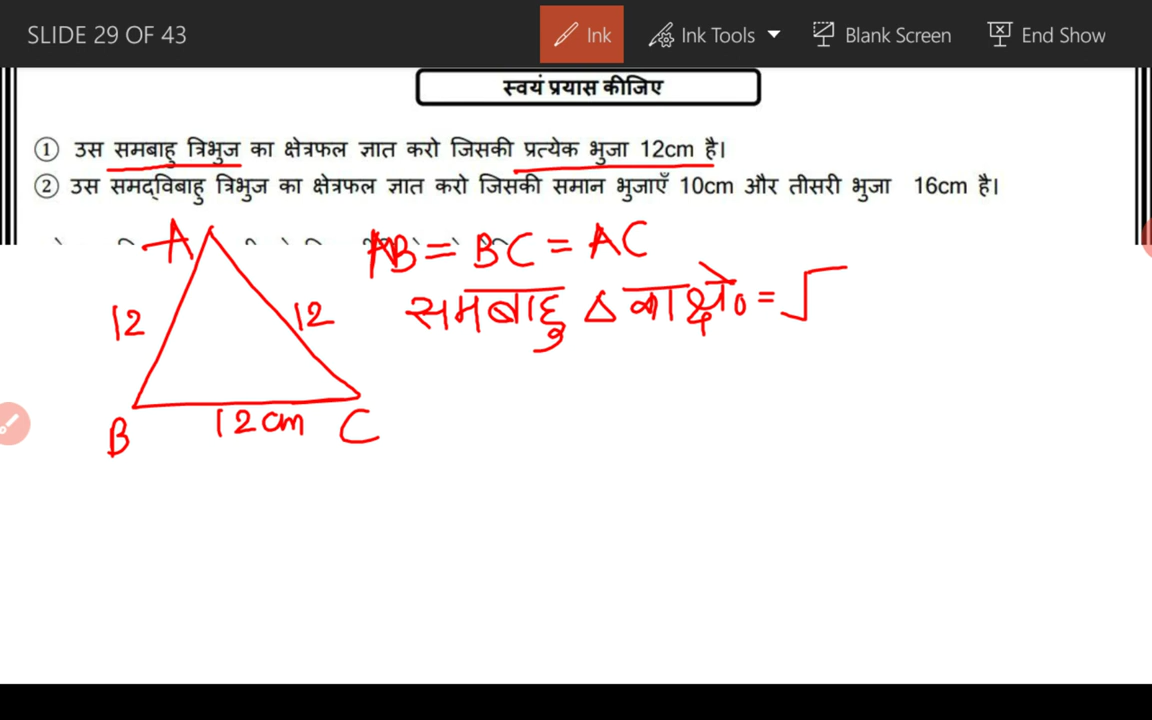 SLIDE 29 OF 43 Ink Ink Tools Blank Screen End Show
स्वयं प्रयास कीजिए
① उस समबाहु त्रिभुज का क्षेत्रफल ज्ञात करो जिसकी प्रत्येक भुजा 12cm है।
② उस समद्विबाहु त्रिभुज का क्षेत्रफल ज्ञात करो जिसकी समान भुजाएँ 10cm और तीसरी भुजा 16cm है।
A AB = BC = AC
समबाहु Δ का क्षे० = √
12 12
B 12cm C